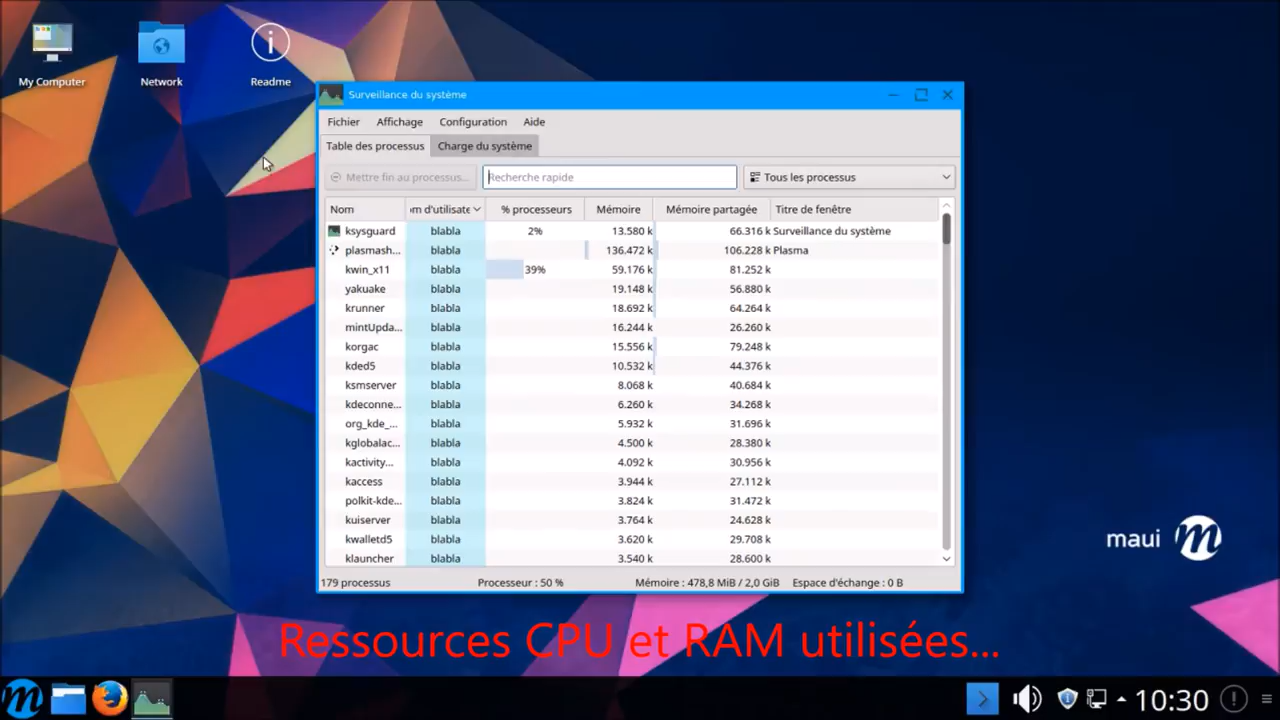 My Computer
Network
Readme
Surveillance du système
Fichier Affichage Configuration Aide
Table des processus Charge du système
Mettre fin au processus... Recherche rapide Tous les processus
Nom om d'utilisate % processeurs Mémoire Mémoire partagée Titre de fenêtre
ksysguard blabla 2% 13.580 k 66.316 k Surveillance du système
plasmash... blabla 136.472 k 106.228 k Plasma
kwin_x11 blabla 39% 59.176 k 81.252 k
yakuake blabla 19.148 k 56.880 k
krunner blabla 18.692 k 64.264 k
mintUpda... blabla 16.244 k 26.260 k
korgac blabla 15.556 k 79.248 k
kded5 blabla 10.532 k 44.376 k
ksmserver blabla 8.068 k 40.684 k
kdeconne... blabla 6.260 k 34.268 k
org_kde_... blabla 5.932 k 31.696 k
kglobalac... blabla 4.500 k 28.380 k
kactivity... blabla 4.092 k 30.956 k
kaccess blabla 3.944 k 27.112 k
polkit-kde... blabla 3.824 k 31.472 k
kuiserver blabla 3.764 k 24.628 k
kwalletd5 blabla 3.620 k 29.708 k
klauncher blabla 3.540 k 28.600 k
179 processus Processeur : 50 % Mémoire : 478,8 MiB / 2,0 GiB Espace d'échange : 0 B
maui m
Ressources CPU et RAM utilisées...
m 10:30